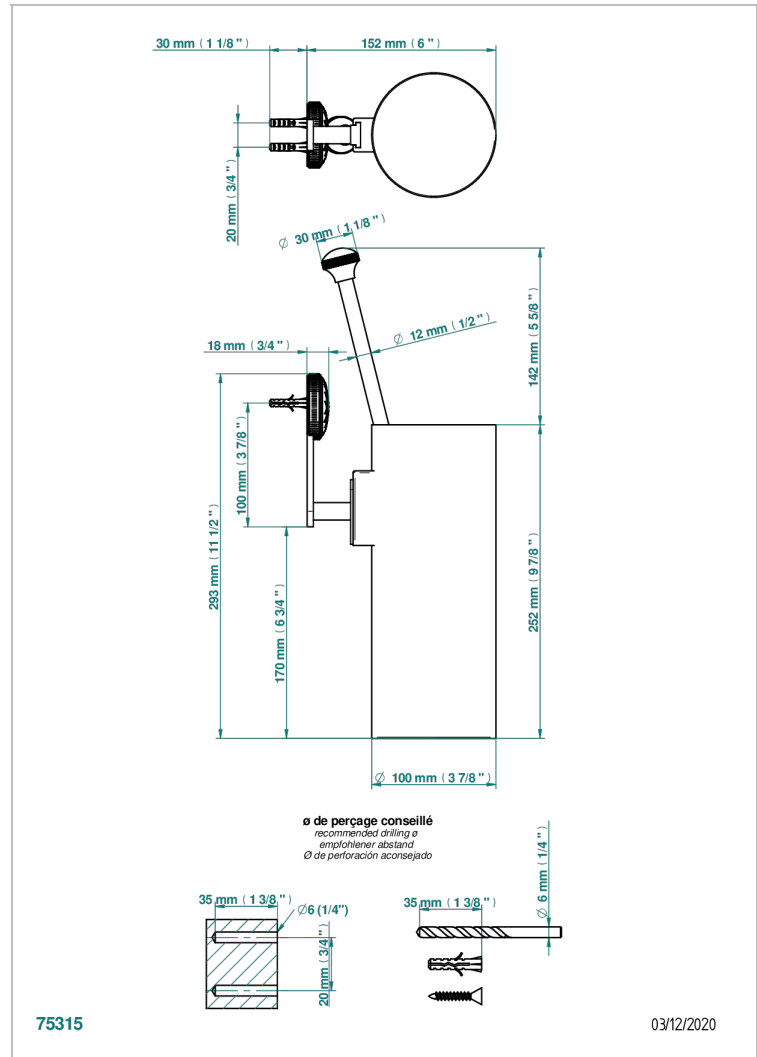 30 mm ( 1 1/8" )
152 mm ( 6 " )
20 mm ( 3/4" )
Ø 30 mm ( 1 1/8 " )
Ø 12 mm ( 1/2 " )
18 mm ( 3/4 " )
142 mm ( 5 5/8" )
100 mm ( 3 7/8" )
293 mm ( 11 1/2" )
170 mm ( 6 3/4" )
252 mm ( 9 7/8" )
Ø 100 mm ( 3 7/8" )
ø de perçage conseillé
recommended drilling ø
empfohlener abstand
Ø de perforación aconsejado
35 mm ( 1 3/8" )
Ø6 (1/4")
20 mm ( 3/4" )
35 mm ( 1 3/8" )
Ø 6 mm ( 1/4" )
75315
03/12/2020